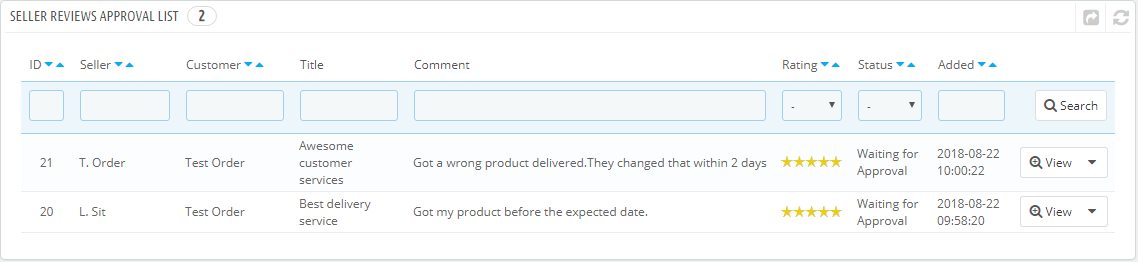 SELLER REVIEWS APPROVAL LIST 2
ID Seller Customer Title Comment Rating Status Added
- - Search
21 T. Order Test Order Awesome customer services Got a wrong product delivered.They changed that within 2 days Waiting for Approval 2018-08-22 10:00:22 View
20 L. Sit Test Order Best delivery service Got my product before the expected date. Waiting for Approval 2018-08-22 09:58:20 View